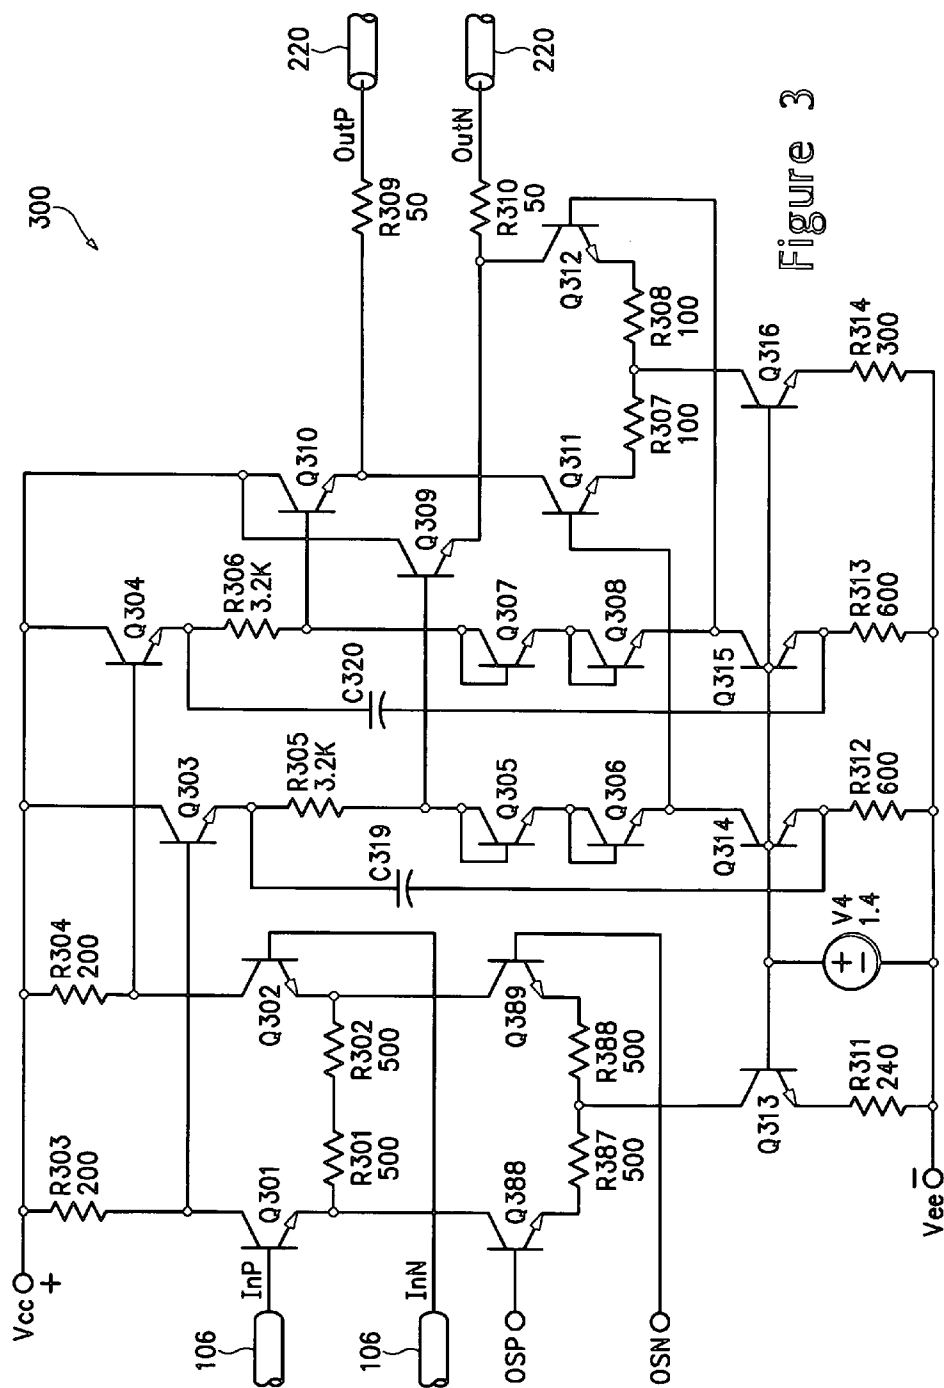 300
Vcc
+
R303
200
R304
200
Q304
Q303
R306
3.2K
Q310
OutP
220
R309
50
106
InP
Q301
Q302
R301
500
R302
500
C319
R305
3.2K
C320
Q309
OutN
220
R310
50
106
InN
OSP
Q388
Q389
Q305
Q307
Q306
Q308
Q311
Q312
R387
500
R388
500
R307
100
R308
100
OSN
Q313
Q314
Q315
Q316
V4
1.4
+
−
R311
240
R312
600
R313
600
R314
300
Vee
−
Figure 3